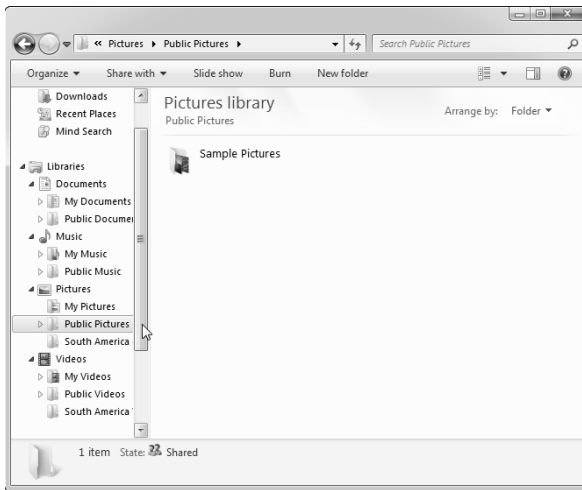 « Pictures ▸ Public Pictures ▸
Search Public Pictures
Organize ▾ Share with ▾ Slide show Burn New folder
Downloads
Recent Places
Mind Search
Libraries
Documents
My Documents
Public Documen
Music
My Music
Public Music
Pictures
My Pictures
Public Pictures
South America
Videos
My Videos
Public Videos
South America
Pictures library
Public Pictures
Arrange by: Folder ▾
Sample Pictures
1 item State: Shared